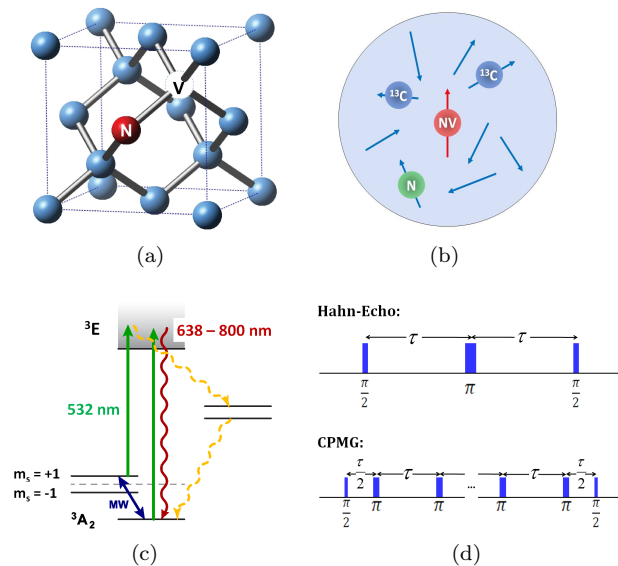 V
N
(a)
13C
13C
NV
N
(b)
3E
638 – 800 nm
532 nm
ms = +1
ms = -1
MW
3A2
(c)
Hahn-Echo:
τ τ
π/2 π π/2
CPMG:
τ/2 τ τ τ/2
...
π/2 π π π π π/2
(d)